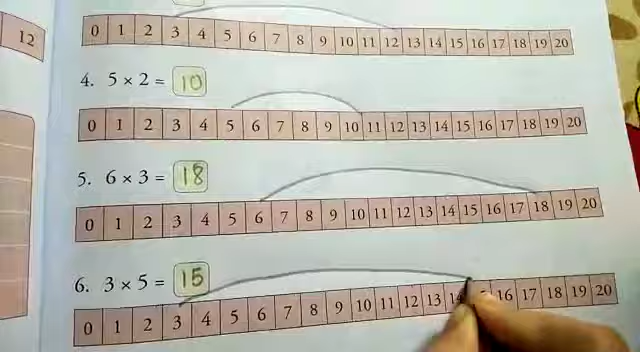 12
0 1 2 3 4 5 6 7 8 9 10 11 12 13 14 15 16 17 18 19 20
4. 5 × 2 = 10
0 1 2 3 4 5 6 7 8 9 10 11 12 13 14 15 16 17 18 19 20
5. 6 × 3 = 18
0 1 2 3 4 5 6 7 8 9 10 11 12 13 14 15 16 17 18 19 20
6. 3 × 5 = 15
0 1 2 3 4 5 6 7 8 9 10 11 12 13 14 16 17 18 19 20